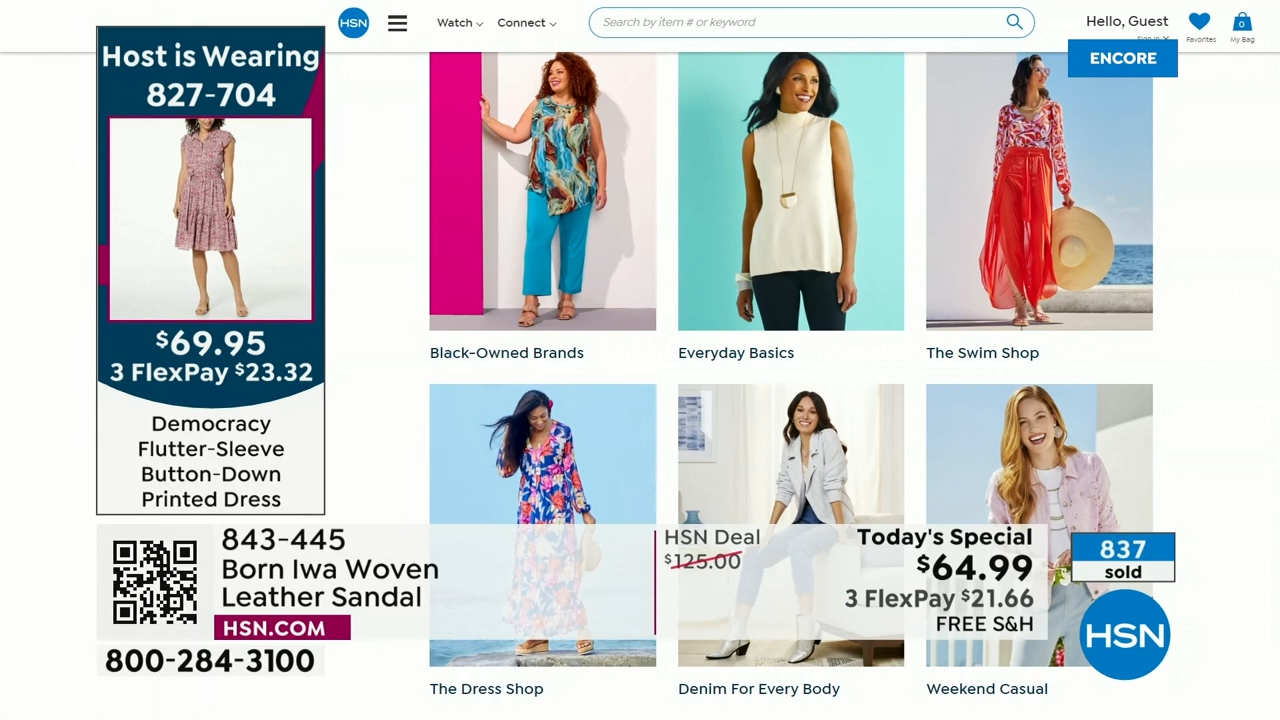 HSN
Watch
Connect
Search by item # or keyword
Hello, Guest
Sign In
Favorites
0
My Bag
ENCORE
Host is Wearing
827-704
$69.95
3 FlexPay $23.32
Democracy
Flutter-Sleeve
Button-Down
Printed Dress
Black-Owned Brands
Everyday Basics
The Swim Shop
843-445
Born Iwa Woven
Leather Sandal
HSN.COM
800-284-3100
HSN Deal
$125.00
Today's Special
$64.99
3 FlexPay $21.66
FREE S&H
837
sold
HSN
The Dress Shop
Denim For Every Body
Weekend Casual